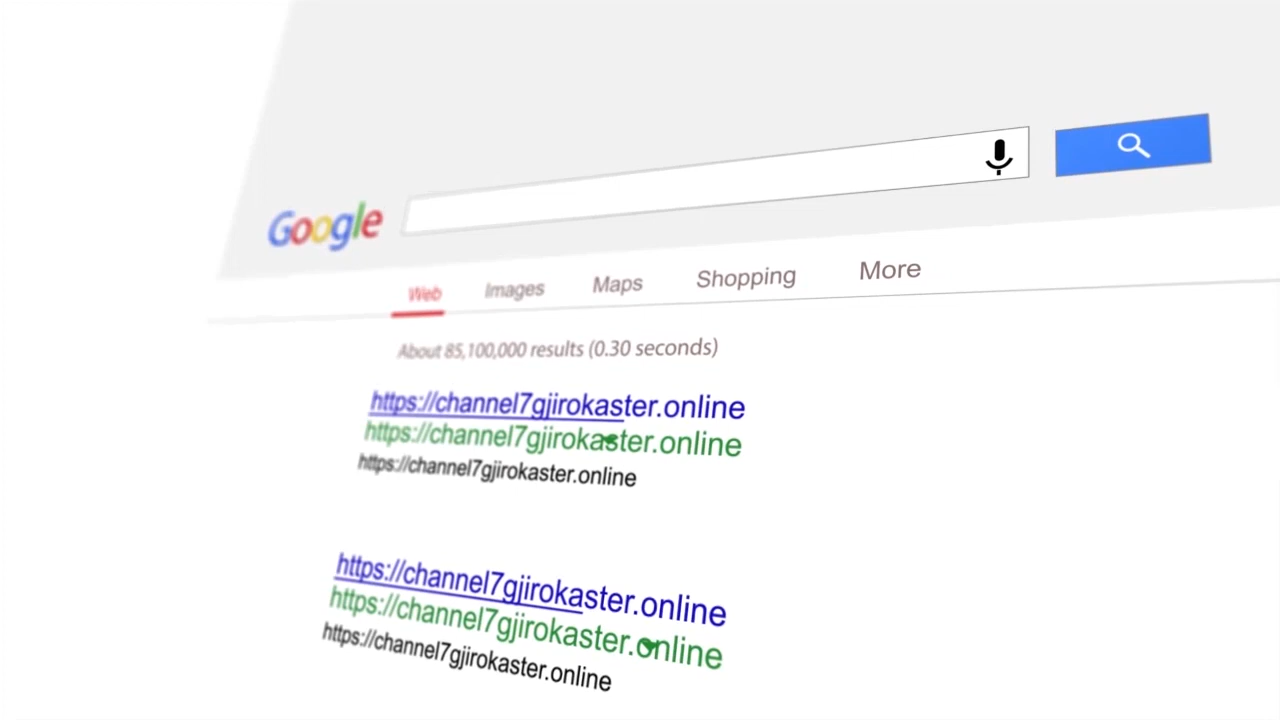 Google
Web Images Maps Shopping More
About 85,100,000 results (0.30 seconds)
https://channel7gjirokaster.online
https://channel7gjirokaster.online
https://channel7gjirokaster.online
https://channel7gjirokaster.online
https://channel7gjirokaster.online
https://channel7gjirokaster.online